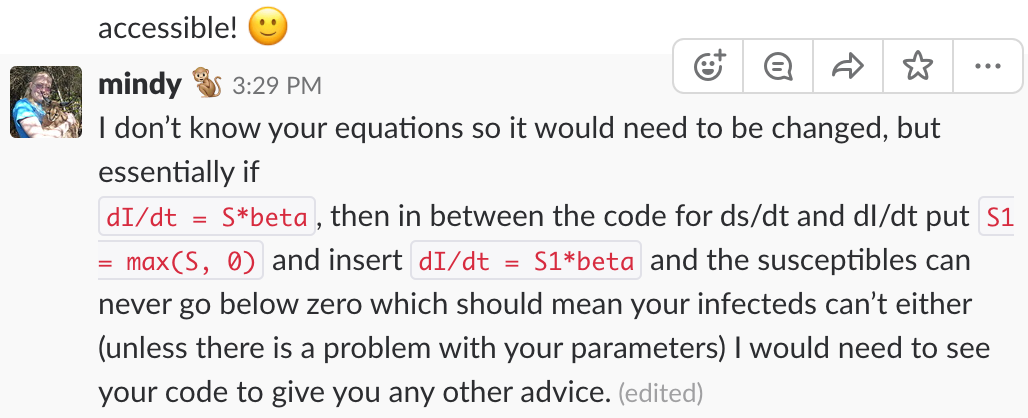 accessible! 🙂
mindy 🐒 3:29 PM
I don’t know your equations so it would need to be changed, but
essentially if
dI/dt = S*beta, then in between the code for ds/dt and dI/dt put S1
= max(S, 0) and insert dI/dt = S1*beta and the susceptibles can
never go below zero which should mean your infecteds can’t either
(unless there is a problem with your parameters) I would need to see
your code to give you any other advice. (edited)